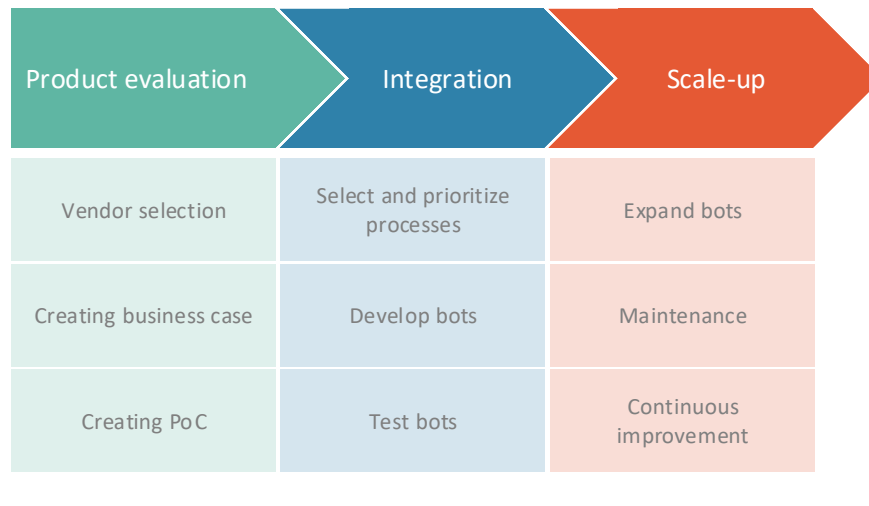 Product evaluation
Integration
Scale-up
Vendor selection
Select and prioritize
processes
Expand bots
Creating business case
Develop bots
Maintenance
Creating PoC
Test bots
Continuous
improvement